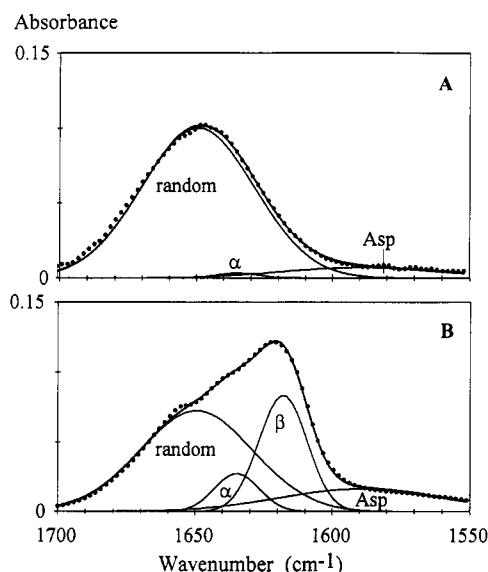 Absorbance
0.15
A
random
α
Asp
0
0.15
B
random
β
α
Asp
0
1700
1650
1600
1550
Wavenumber (cm-1)